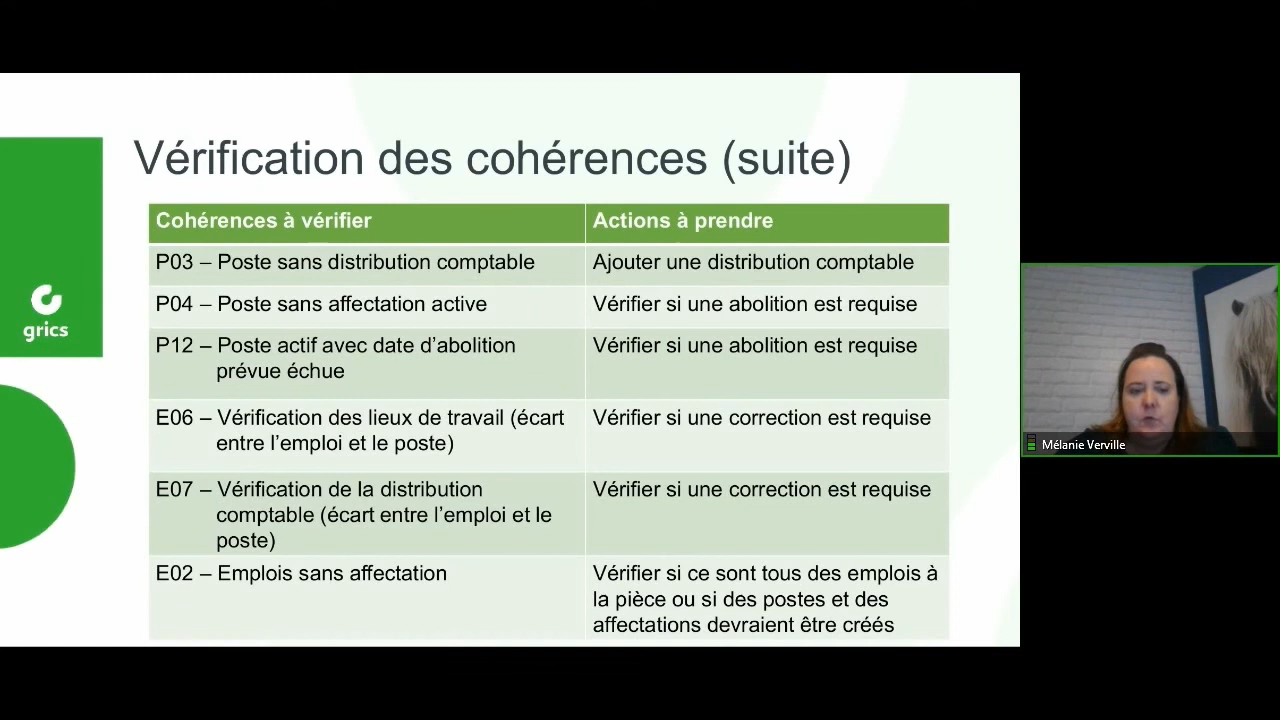 Vérification des cohérences (suite)
Cohérences à vérifier
Actions à prendre
P03 – Poste sans distribution comptable
Ajouter une distribution comptable
P04 – Poste sans affectation active
Vérifier si une abolition est requise
P12 – Poste actif avec date d’abolition
prévue échue
Vérifier si une abolition est requise
E06 – Vérification des lieux de travail (écart
entre l’emploi et le poste)
Vérifier si une correction est requise
E07 – Vérification de la distribution
comptable (écart entre l’emploi et le
poste)
Vérifier si une correction est requise
E02 – Emplois sans affectation
Vérifier si ce sont tous des emplois à
la pièce ou si des postes et des
affectations devraient être créés
grics
Mélanie Verville